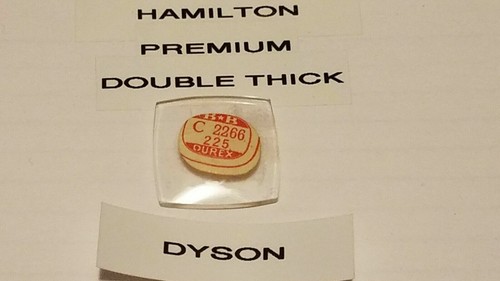 HAMILTON
PREMIUM
DOUBLE THICK
B★B
C 2266
225
DUREX
DYSON